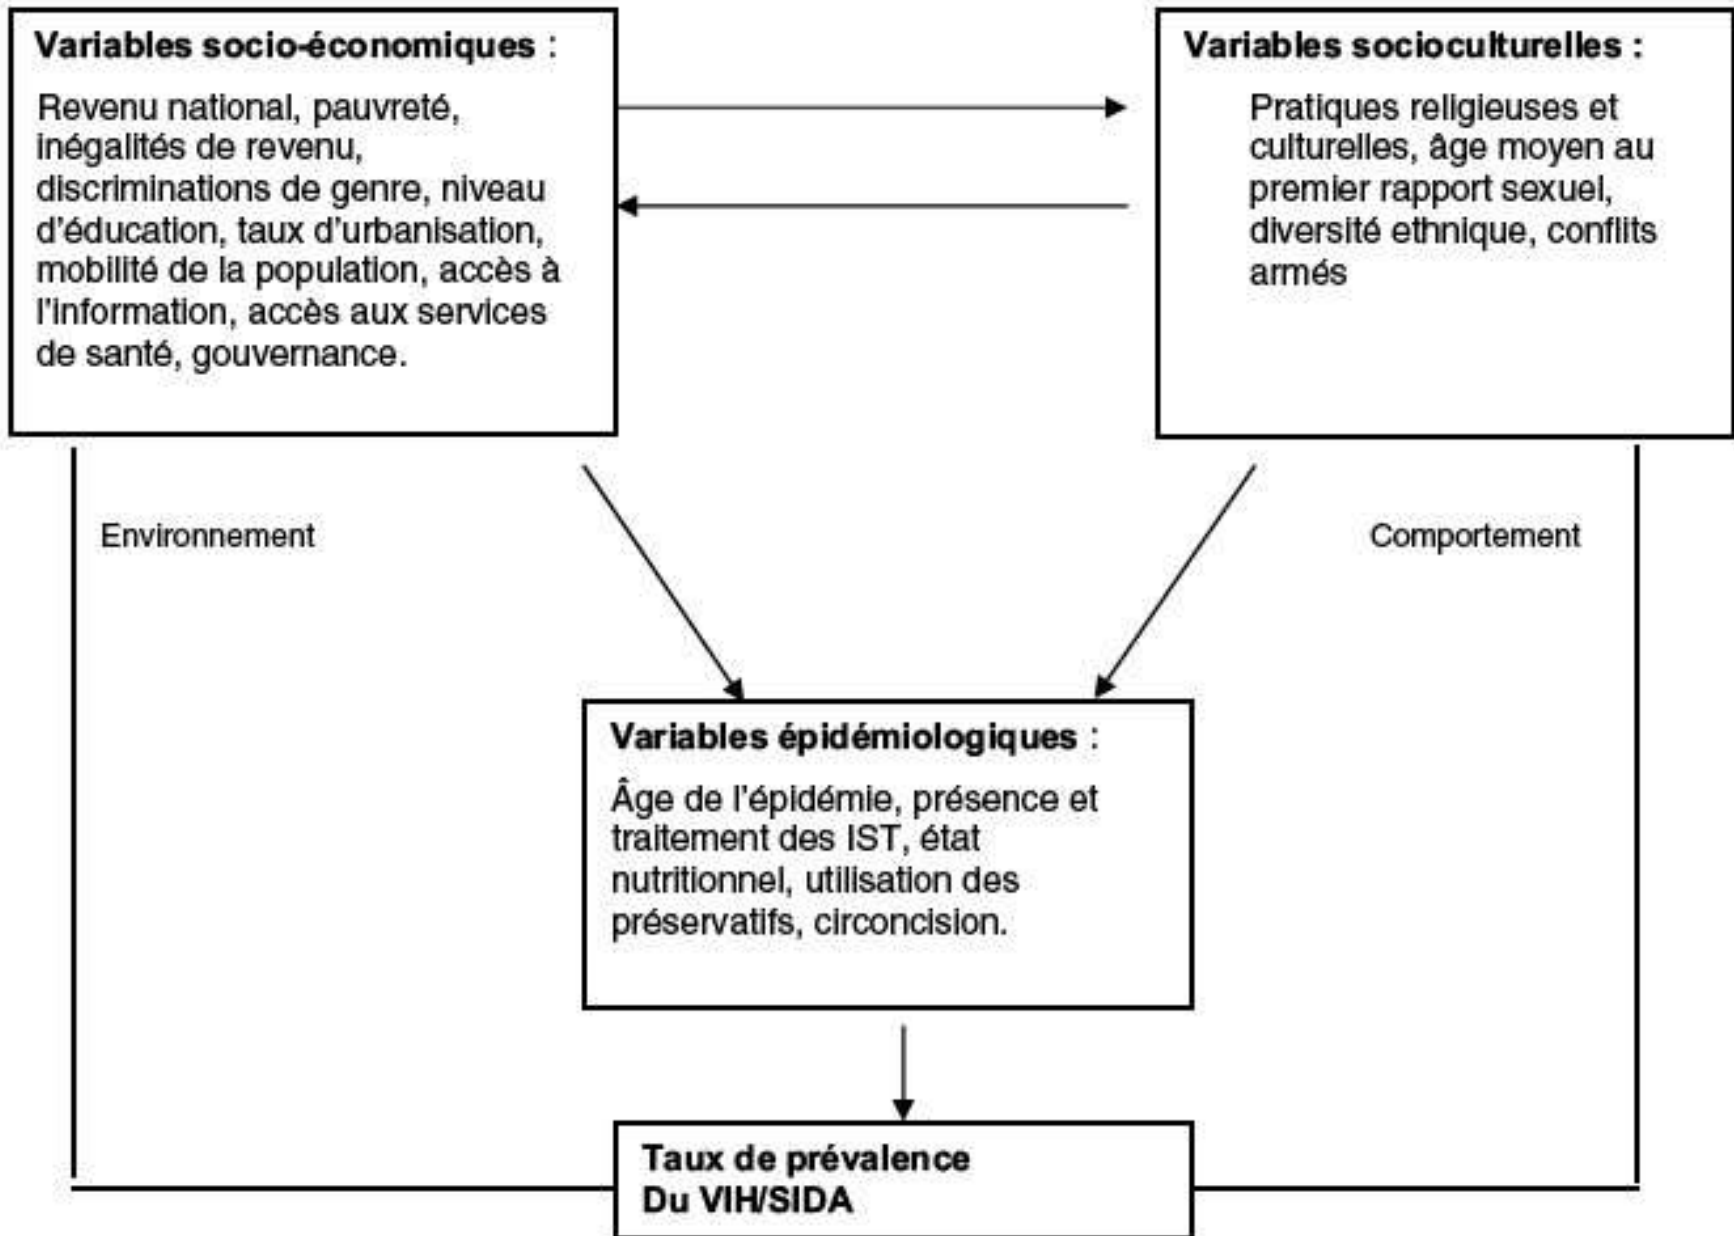 Variables socio-économiques :
Revenu national, pauvreté,
inégalités de revenu,
discriminations de genre, niveau
d'éducation, taux d'urbanisation,
mobilité de la population, accès à
l'information, accès aux services
de santé, gouvernance.
Variables socioculturelles :
Pratiques religieuses et
culturelles, âge moyen au
premier rapport sexuel,
diversité ethnique, conflits
armés
Environnement
Comportement
Variables épidémiologiques :
Âge de l'épidémie, présence et
traitement des IST, état
nutritionnel, utilisation des
préservatifs, circoncision.
Taux de prévalence
Du VIH/SIDA